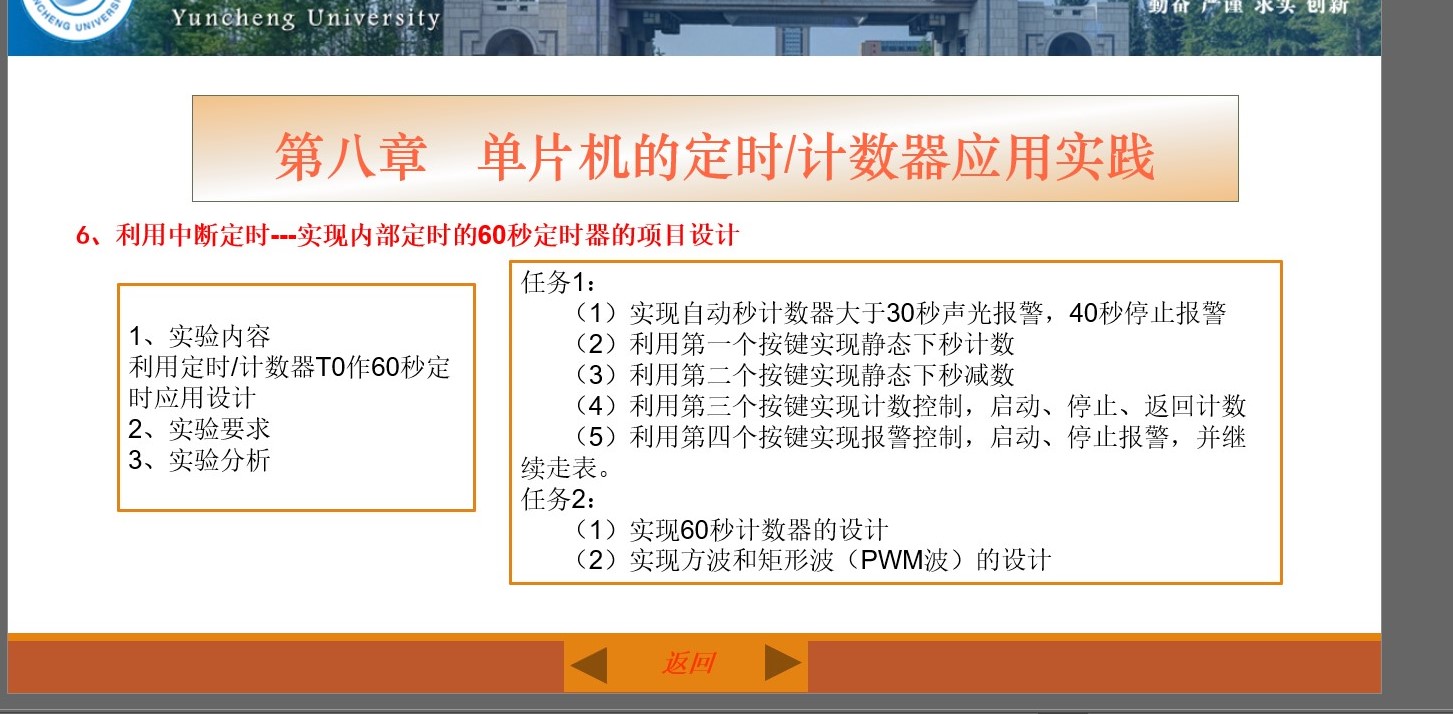 Yuncheng University
勤奋 严谨 求实 创新
第八章 单片机的定时/计数器应用实践
6、利用中断定时---实现内部定时的60秒定时器的项目设计
1、实验内容
利用定时/计数器T0作60秒定
时应用设计
2、实验要求
3、实验分析
任务1：
（1）实现自动秒计数器大于30秒声光报警，40秒停止报警
（2）利用第一个按键实现静态下秒计数
（3）利用第二个按键实现静态下秒减数
（4）利用第三个按键实现计数控制，启动、停止、返回计数
（5）利用第四个按键实现报警控制，启动、停止报警，并继
续走表。
任务2：
（1）实现60秒计数器的设计
（2）实现方波和矩形波（PWM波）的设计
返回